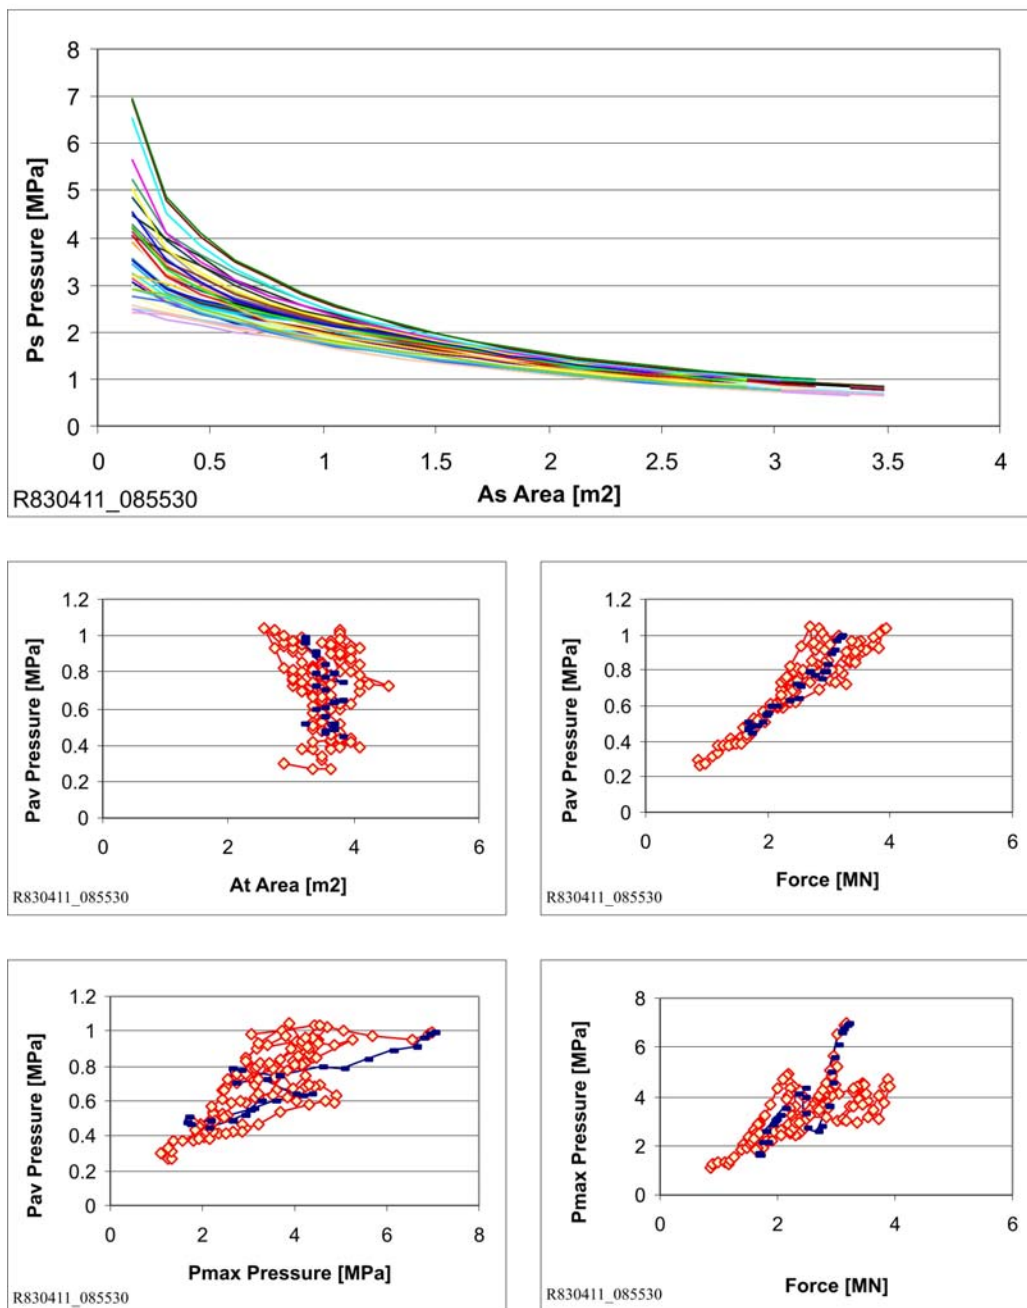 8
7
6
5
4
3
2
1
0
Ps Pressure [MPa]
0 0.5 1 1.5 2 2.5 3 3.5 4
As Area [m2]
R830411_085530
1.2
1
0.8
0.6
0.4
0.2
0
Pav Pressure [MPa]
0 2 4 6
At Area [m2]
R830411_085530
1.2
1
0.8
0.6
0.4
0.2
0
Pav Pressure [MPa]
0 2 4 6
Force [MN]
R830411_085530
1.2
1
0.8
0.6
0.4
0.2
0
Pav Pressure [MPa]
0 2 4 6 8
Pmax Pressure [MPa]
R830411_085530
8
6
4
2
0
Pmax Pressure [MPa]
0 2 4 6
Force [MN]
R830411_085530